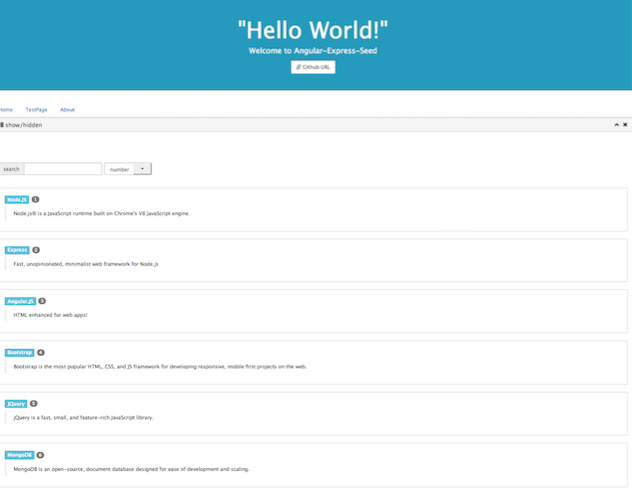 "Hello World!"
Welcome to Angular-Express-Seed
Github URL
Home TestPage About
show/hidden
search number
Node.JS 1
Node.js® is a JavaScript runtime built on Chrome's V8 JavaScript engine.
Express 2
Fast, unopinionated, minimalist web framework for Node.js
Angular.JS 3
HTML enhanced for web apps!
Bootstrap 4
Bootstrap is the most popular HTML, CSS, and JS framework for developing responsive, mobile first projects on the web.
JQuery 5
jQuery is a fast, small, and feature-rich JavaScript library.
MongoDB 6
MongoDB is an open-source, document database designed for ease of development and scaling.